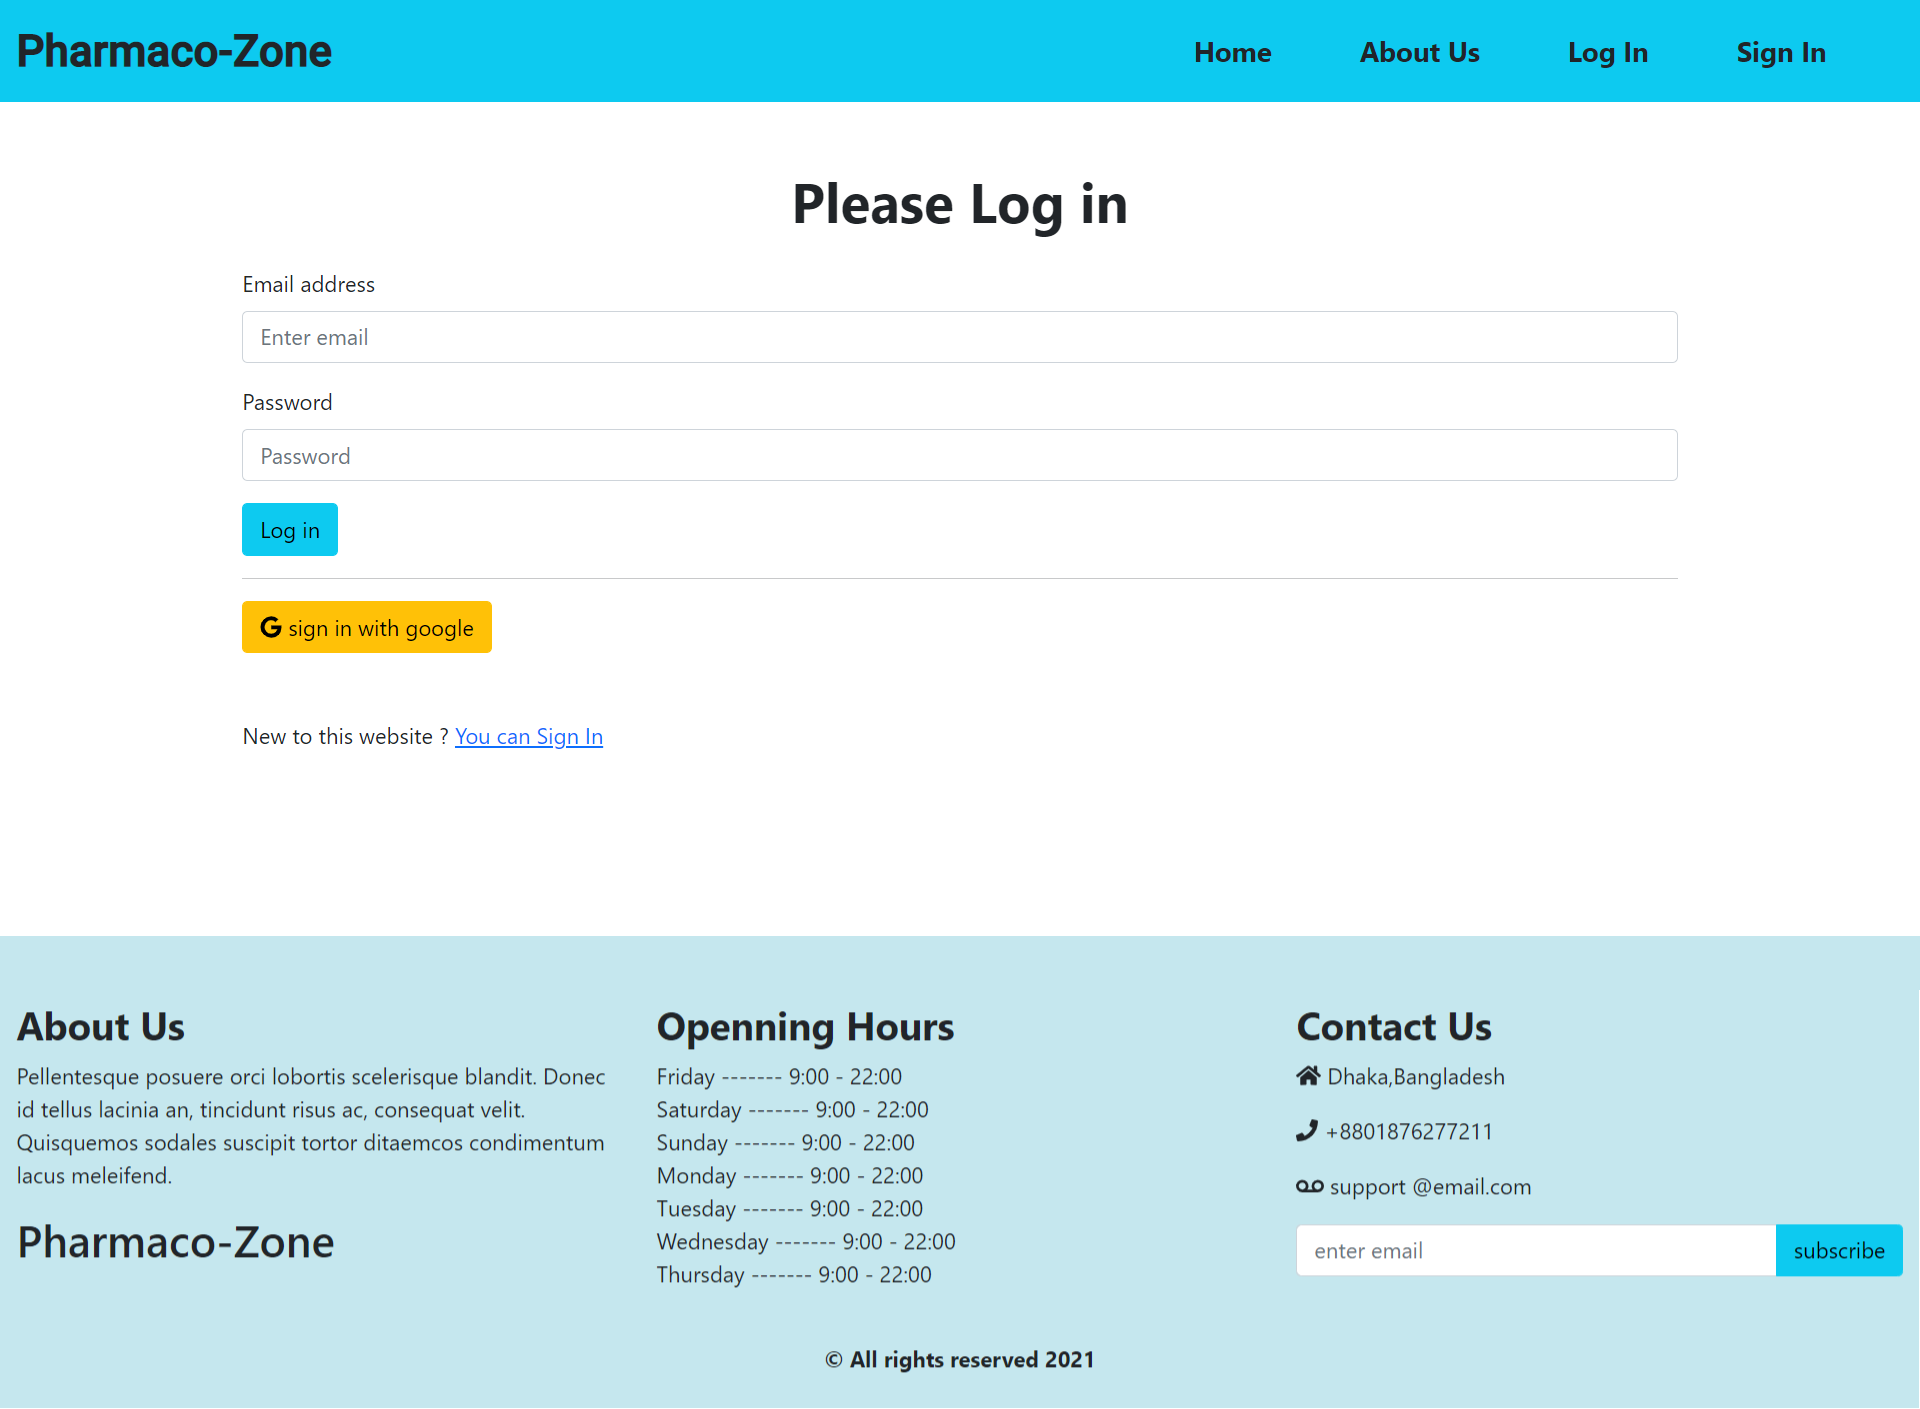 Pharmaco-Zone
Home
About Us
Log In
Sign In
Please Log in
Email address
Enter email
Password
Password
Log in
sign in with google
New to this website ? You can Sign In
About Us
Pellentesque posuere orci lobortis scelerisque blandit. Donec
id tellus lacinia an, tincidunt risus ac, consequat velit.
Quisquemos sodales suscipit tortor ditaemcos condimentum
lacus meleifend.
Pharmaco-Zone
Openning Hours
Friday ------- 9:00 - 22:00
Saturday ------- 9:00 - 22:00
Sunday ------- 9:00 - 22:00
Monday ------- 9:00 - 22:00
Tuesday ------- 9:00 - 22:00
Wednesday ------- 9:00 - 22:00
Thursday ------- 9:00 - 22:00
Contact Us
Dhaka,Bangladesh
+8801876277211
support @email.com
enter email
subscribe
© All rights reserved 2021